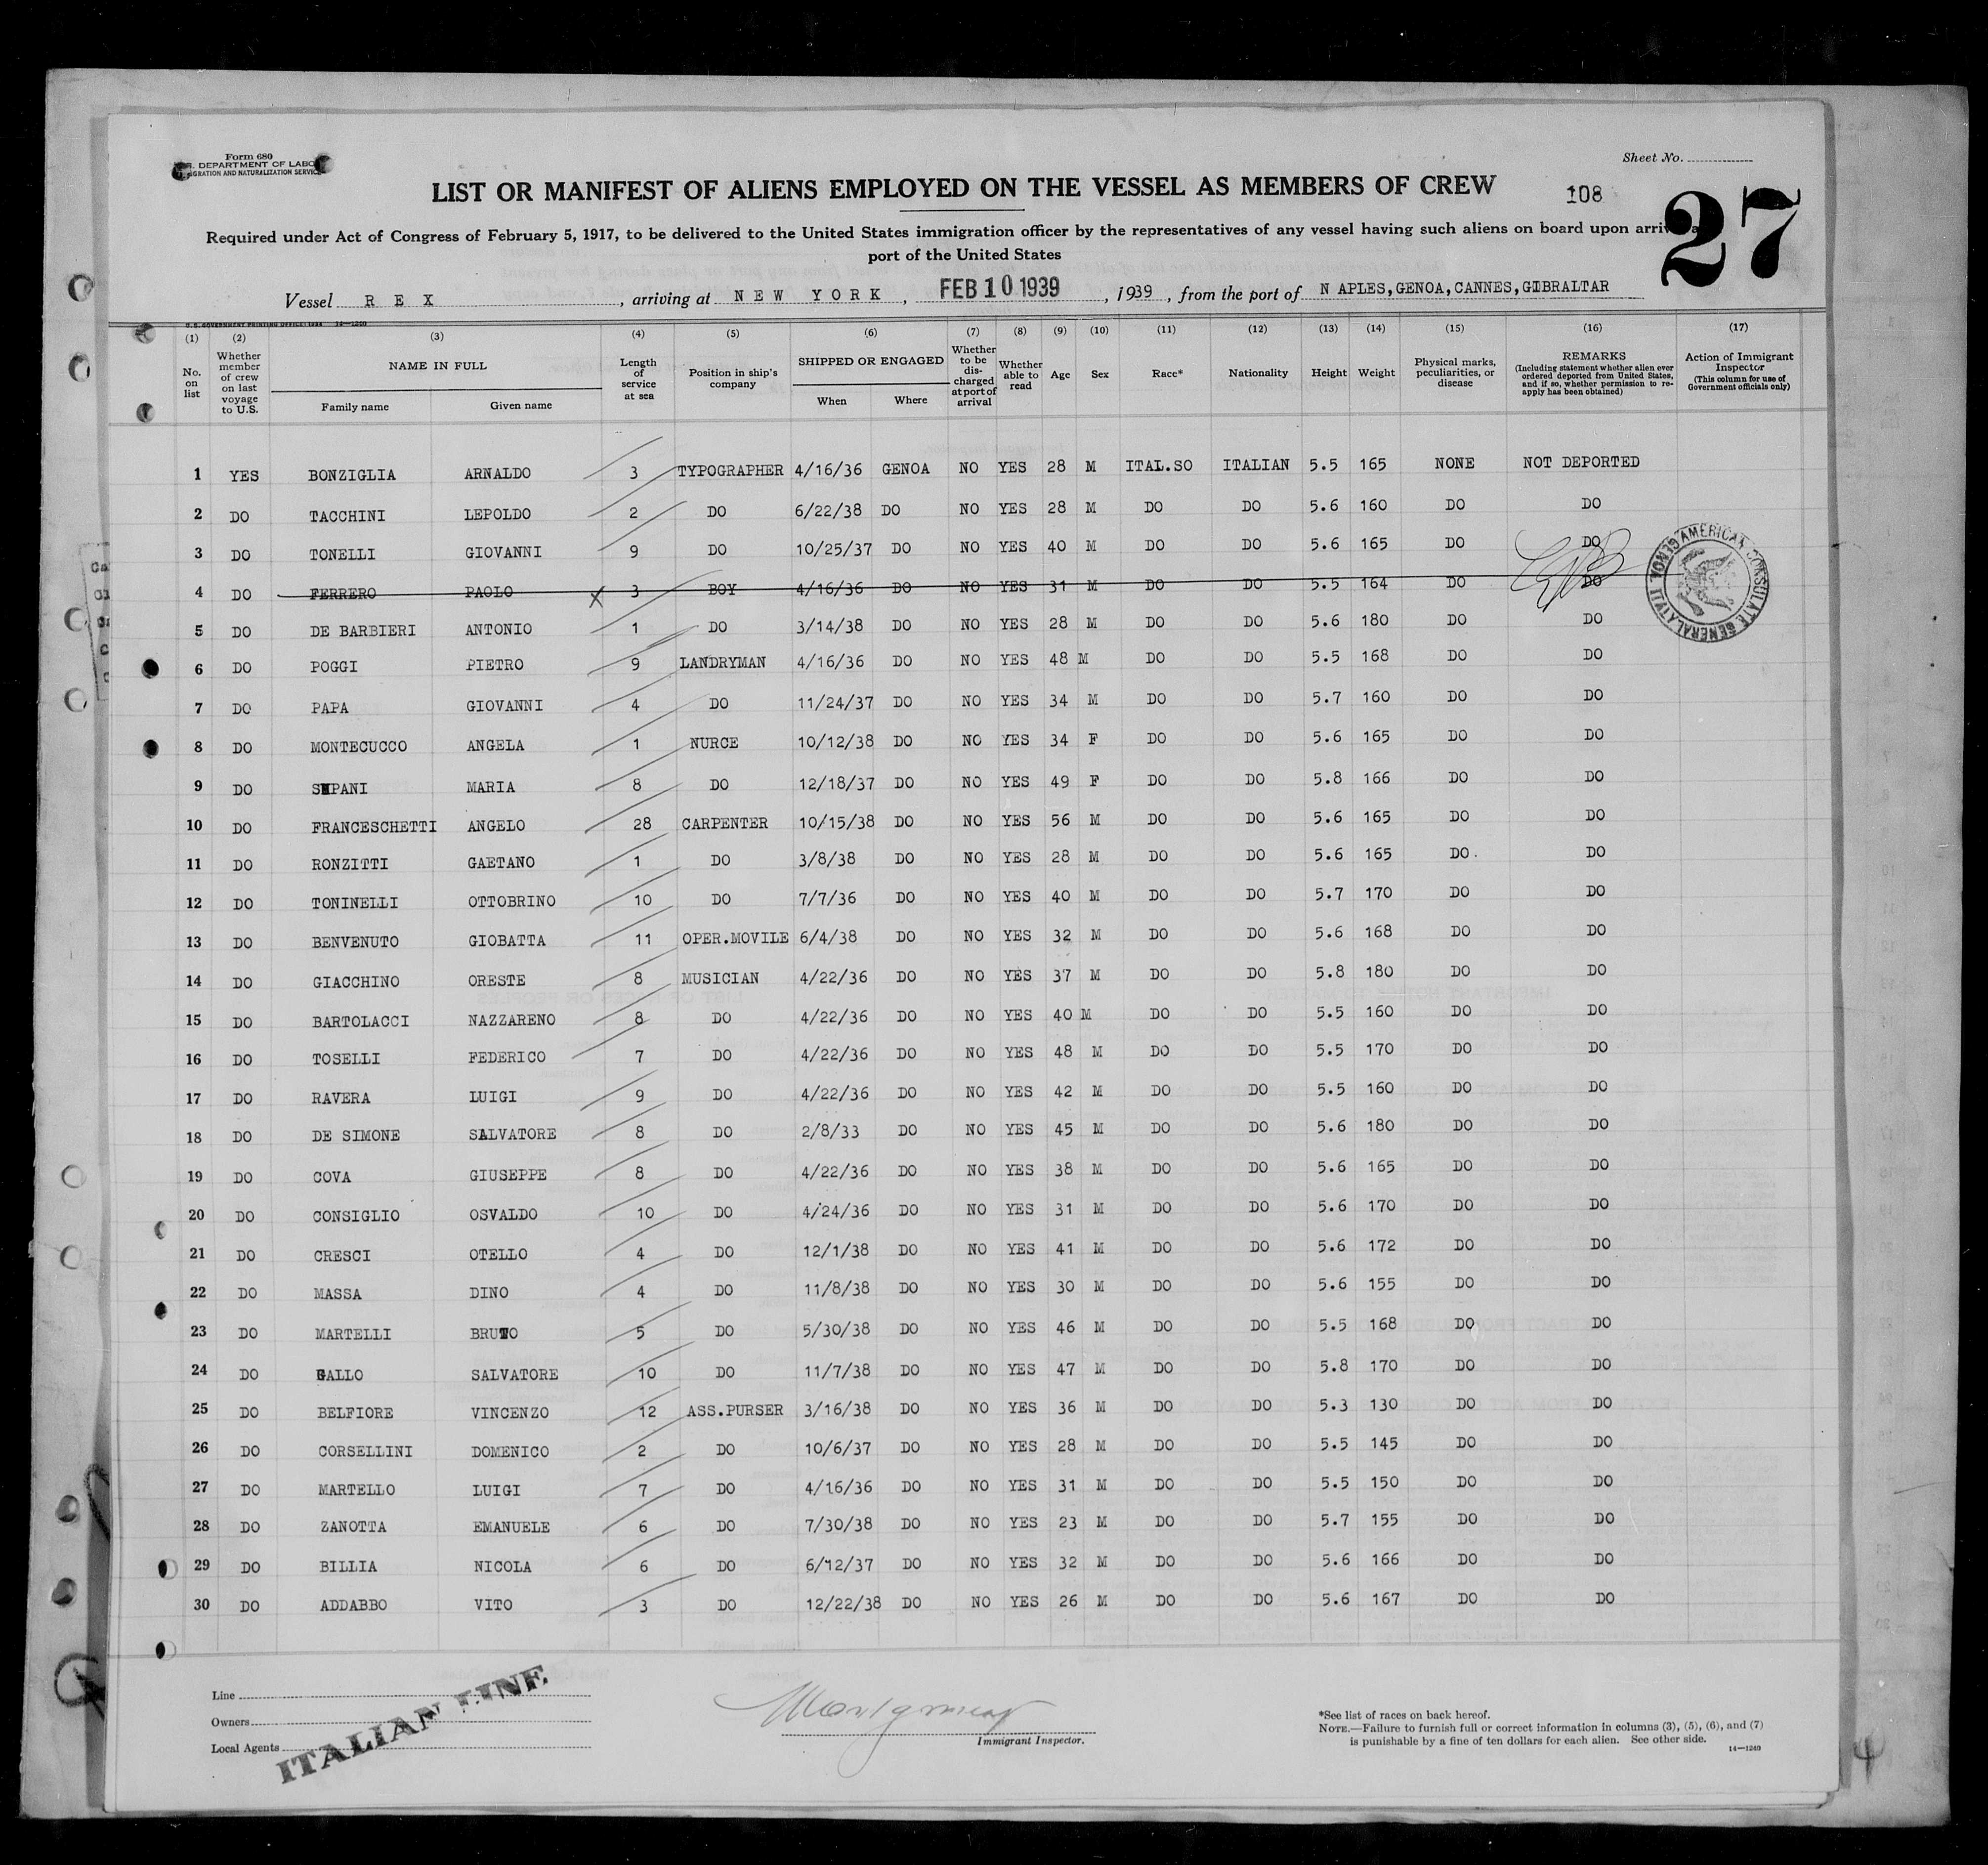 Form 680
DEPARTMENT OF LABO
IGRATION AND NATURALIZATION SERVIC
Sheet No.
LIST OR MANIFEST OF ALIENS EMPLOYED ON THE VESSEL AS MEMBERS OF CREW
108
27
Required under Act of Congress of February 5, 1917, to be delivered to the United States immigration officer by the representatives of any vessel having such aliens on board upon arriv
port of the United States
Vessel R E X, arriving at N E W Y O R K, FEB 10 1939, 1939, from the port of N APLES,GENOA,CANNES,GIBRALTAR
U.S. GOVERNMENT PRINTING OFFICE: 14—1240
(1) (2) (3) (4) (5) (6) (7) (8) (9) (10) (11) (12) (13) (14) (15) (16) (17)
No. on list
Whether member of crew on last voyage to U.S.
NAME IN FULL
Family name
Given name
Length of service at sea
Position in ship's company
SHIPPED OR ENGAGED
When
Where
Whether to be discharged at port of arrival
Whether able to read
Age
Sex
Race*
Nationality
Height
Weight
Physical marks, peculiarities, or disease
REMARKS
(Including statement whether alien ever ordered deported from United States, and if so, whether permission to reapply has been obtained)
Action of Immigrant Inspector
(This column for use of Government officials only)
1 YES BONZIGLIA ARNALDO 3 TYPOGRAPHER 4/16/36 GENOA NO YES 28 M ITAL.SO ITALIAN 5.5 165 NONE NOT DEPORTED
2 DO TACCHINI LEPOLDO 2 DO 6/22/38 DO NO YES 28 M DO DO 5.6 160 DO DO
3 DO TONELLI GIOVANNI 9 DO 10/25/37 DO NO YES 40 M DO DO 5.6 165 DO DO
4 DO FERRERO PAOLO x 3 BOY 4/16/36 DO NO YES 31 M DO DO 5.5 164 DO DO
AMERICAN CONSULATE GENERAL GENOA, ITALY
5 DO DE BARBIERI ANTONIO 1 DO 3/14/38 DO NO YES 28 M DO DO 5.6 180 DO DO
6 DO POGGI PIETRO 9 LANDRYMAN 4/16/36 DO NO YES 48 M DO DO 5.5 168 DO DO
7 DO PAPA GIOVANNI 4 DO 11/24/37 DO NO YES 34 M DO DO 5.7 160 DO DO
8 DO MONTECUCCO ANGELA 1 NURCE 10/12/38 DO NO YES 34 F DO DO 5.6 165 DO DO
9 DO PANI MARIA 8 DO 12/18/37 DO NO YES 49 F DO DO 5.8 166 DO DO
10 DO FRANCESCHETTI ANGELO 28 CARPENTER 10/15/38 DO NO YES 56 M DO DO 5.6 165 DO DO
11 DO RONZITTI GAETANO 1 DO 3/8/38 DO NO YES 28 M DO DO 5.6 165 DO. DO
12 DO TONINELLI OTTOBRINO 10 DO 7/7/36 DO NO YES 40 M DO DO 5.7 170 DO DO
13 DO BENVENUTO GIOBATTA 11 OPER.MOVILE 6/4/38 DO NO YES 32 M DO DO 5.6 168 DO DO
14 DO GIACCHINO ORESTE 8 MUSICIAN 4/22/36 DO NO YES 37 M DO DO 5.8 180 DO DO
15 DO BARTOLACCI NAZZARENO 8 DO 4/22/36 DO NO YES 40 M DO DO 5.5 160 DO DO
16 DO TOSELLI FEDERICO 7 DO 4/22/36 DO NO YES 48 M DO DO 5.5 170 DO DO
17 DO RAVERA LUIGI 9 DO 4/22/36 DO NO YES 42 M DO DO 5.5 160 DO DO
18 DO DE SIMONE SALVATORE 8 DO 2/8/33 DO NO YES 45 M DO DO 5.6 180 DO DO
19 DO COVA GIUSEPPE 8 DO 4/22/36 DO NO YES 38 M DO DO 5.6 165 DO DO
20 DO CONSIGLIO OSVALDO 10 DO 4/24/36 DO NO YES 31 M DO DO 5.6 170 DO DO
21 DO CRESCI OTELLO 4 DO 12/1/38 DO NO YES 41 M DO DO 5.6 172 DO DO
22 DO MASSA DINO 4 DO 11/8/38 DO NO YES 30 M DO DO 5.6 155 DO DO
23 DO MARTELLI BRUTO 5 DO 5/30/38 DO NO YES 46 M DO DO 5.5 168 DO DO
24 DO GALLO SALVATORE 10 DO 11/7/38 DO NO YES 47 M DO DO 5.8 170 DO DO
25 DO BELFIORE VINCENZO 12 ASS.PURSER 3/16/38 DO NO YES 36 M DO DO 5.3 130 DO DO
26 DO CORSELLINI DOMENICO 2 DO 10/6/37 DO NO YES 28 M DO DO 5.5 145 DO DO
27 DO MARTELLO LUIGI 7 DO 4/16/36 DO NO YES 31 M DO DO 5.5 150 DO DO
28 DO ZANOTTA EMANUELE 6 DO 7/30/38 DO NO YES 23 M DO DO 5.7 155 DO DO
29 DO BILLIA NICOLA 6 DO 6/12/37 DO NO YES 32 M DO DO 5.6 166 DO DO
30 DO ADDABBO VITO 3 DO 12/22/38 DO NO YES 26 M DO DO 5.6 167 DO DO
Line
Owners
Local Agents
ITALIAN LINE
Montgomery
Immigrant Inspector.
*See list of races on back hereof.
NOTE.—Failure to furnish full or correct information in columns (3), (5), (6), and (7)
is punishable by a fine of ten dollars for each alien. See other side.
14—1240